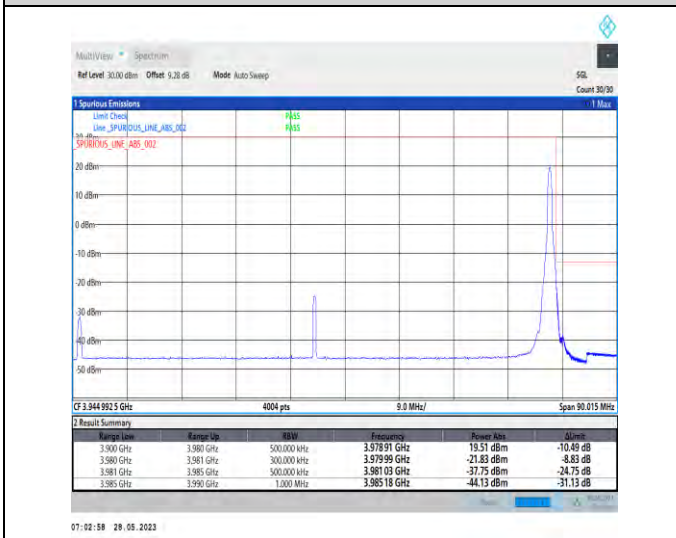 MultiView Spectrum
Ref Level 30.00 dBm Offset 9.28 dB Mode Auto Sweep SGL
Count 30/30
1 Spurious Emissions 1 Max
Limit Check PASS
Line _SPURIOUS_LINE_ABS_002 PASS
_SPURIOUS_LINE_ABS_002
20 dBm
10 dBm
0 dBm
-10 dBm
-20 dBm
-30 dBm
-40 dBm
-50 dBm
CF 3.944 992 5 GHz 4004 pts 9.0 MHz/ Span 90.015 MHz
2 Result Summary
Range Low Range Up RBW Frequency Power Abs ΔLimit
3.900 GHz 3.980 GHz 500.000 kHz 3.978 91 GHz 19.51 dBm -10.49 dB
3.980 GHz 3.981 GHz 300.000 kHz 3.979 99 GHz -21.83 dBm -8.83 dB
3.981 GHz 3.985 GHz 500.000 kHz 3.981 03 GHz -37.75 dBm -24.75 dB
3.985 GHz 3.990 GHz 1.000 MHz 3.985 18 GHz -44.13 dBm -31.13 dB
07:02:58 28.05.2023